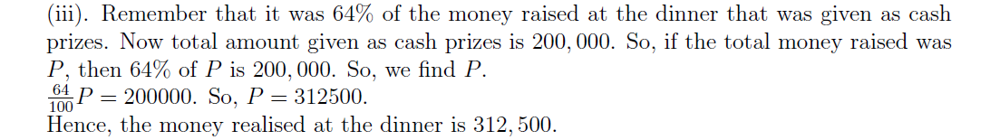 (iii). Remember that it was 64% of the money raised at the dinner that was given as cash
prizes. Now total amount given as cash prizes is 200,000. So, if the total money raised was
P, then 64% of P is 200,000. So, we find P.
64/100 P = 200000. So, P = 312500.
Hence, the money realised at the dinner is 312,500.